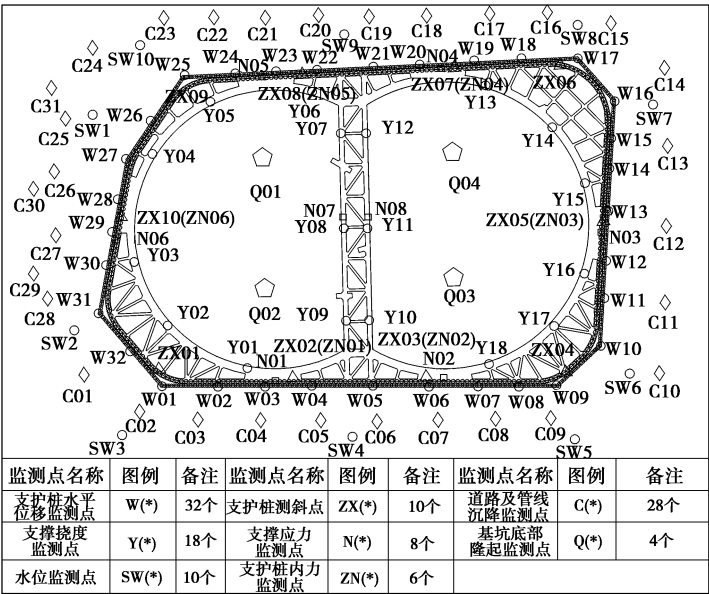 C23 C22 C21 C20 C19 C18 C17 C16
SW10 SW9 SW8 C15
C24 W25 W24 N05 W23 W22 W21 W20 N04 W19 W18 W17
C14
ZX09 ZX08(ZN05) ZX07(ZN04) ZX06
C31 Y05 Y06 Y13 W16 SW7
C25 SW1 W26 Y07 Y12 Y14 W15
C13
W27 Y04 W14
C26 Q01 Q04 Y15
C30 W28 N07 N08 W13
ZX10(ZN06) ZX05(ZN03)
W29 N06 Y08 Y11 N03 C12
C27 Y03 W12
W30 Y16
C29 Q02 Q03 W11
C28 W31 Y09 Y10 Y17 C11
SW2 Y02
W32 ZX01 Y01 N01 ZX02(ZN01) ZX03(ZN02) N02 Y18 ZX04 W10
C01 SW6 C10
W01 W02 W03 W04 W05 W06 W07 W08 W09
C02 C03 C04 C05 C06 C07 C08 C09
SW3 SW4 SW5
监测点名称 图例 备注 监测点名称 图例 备注 监测点名称 图例 备注
支护桩水平
位移监测点 W(*) 32个 支护桩测斜点 ZX(*) 10个 道路及管线
沉降监测点 C(*) 28个
支撑挠度
监测点 Y(*) 18个 支撑应力
监测点 N(*) 8个 基坑底部
隆起监测点 Q(*) 4个
水位监测点 SW(*) 10个 支护桩内力
监测点 ZN(*) 6个